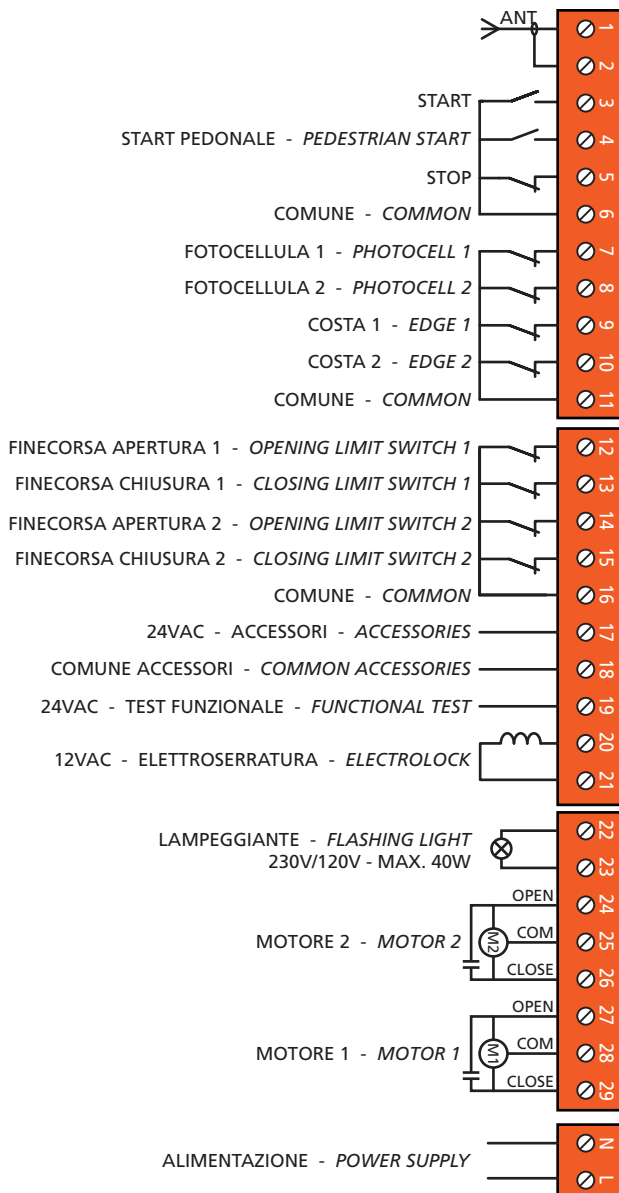 ANT 1
2
START 3
START PEDONALE - PEDESTRIAN START 4
STOP 5
COMUNE - COMMON 6
FOTOCELLULA 1 - PHOTOCELL 1 7
FOTOCELLULA 2 - PHOTOCELL 2 8
COSTA 1 - EDGE 1 9
COSTA 2 - EDGE 2 10
COMUNE - COMMON 11
FINECORSA APERTURA 1 - OPENING LIMIT SWITCH 1 12
FINECORSA CHIUSURA 1 - CLOSING LIMIT SWITCH 1 13
FINECORSA APERTURA 2 - OPENING LIMIT SWITCH 2 14
FINECORSA CHIUSURA 2 - CLOSING LIMIT SWITCH 2 15
COMUNE - COMMON 16
24VAC - ACCESSORI - ACCESSORIES 17
COMUNE ACCESSORI - COMMON ACCESSORIES 18
24VAC - TEST FUNZIONALE - FUNCTIONAL TEST 19
20
12VAC - ELETTROSERRATURA - ELECTROLOCK
21
LAMPEGGIANTE - FLASHING LIGHT 22
230V/120V - MAX. 40W 23
OPEN 24
MOTORE 2 - MOTOR 2 M2 COM 25
CLOSE 26
OPEN 27
MOTORE 1 - MOTOR 1 M1 COM 28
CLOSE 29
N
ALIMENTAZIONE - POWER SUPPLY
L